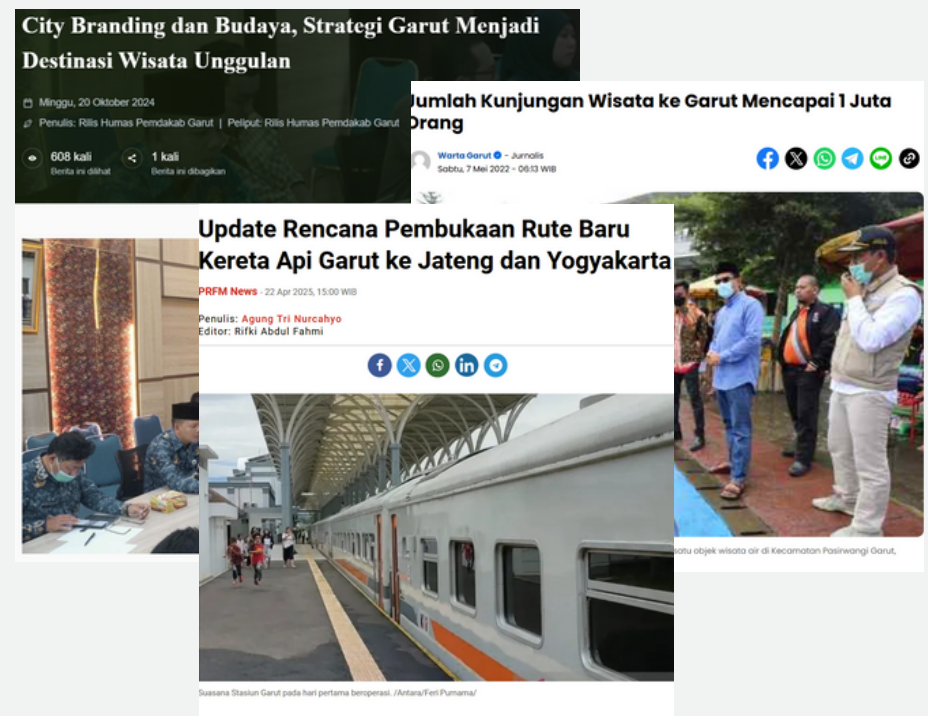 City Branding dan Budaya, Strategi Garut Menjadi
Destinasi Wisata Unggulan
Minggu, 20 Oktober 2024
Penulis: Rilis Humas Pemdakab Garut | Peliput: Rilis Humas Pemdakab Garut
608 kali
Berita ini dilihat
1 kali
Berita ini dibagikan
Jumlah Kunjungan Wisata ke Garut Mencapai 1 Juta
Orang
Warta Garut - Jurnalis
Sabtu, 7 Mei 2022 - 06:13 WIB
LINE
satu objek wisata air di Kecamatan Pasirwangi Garut,
Update Rencana Pembukaan Rute Baru
Kereta Api Garut ke Jateng dan Yogyakarta
PRFM News - 22 Apr 2025, 15:00 WIB
Penulis: Agung Tri Nurcahyo
Editor: Rifki Abdul Fahmi
Suasana Stasiun Garut pada hari pertama beroperasi. /Antara/Feri Purnama/